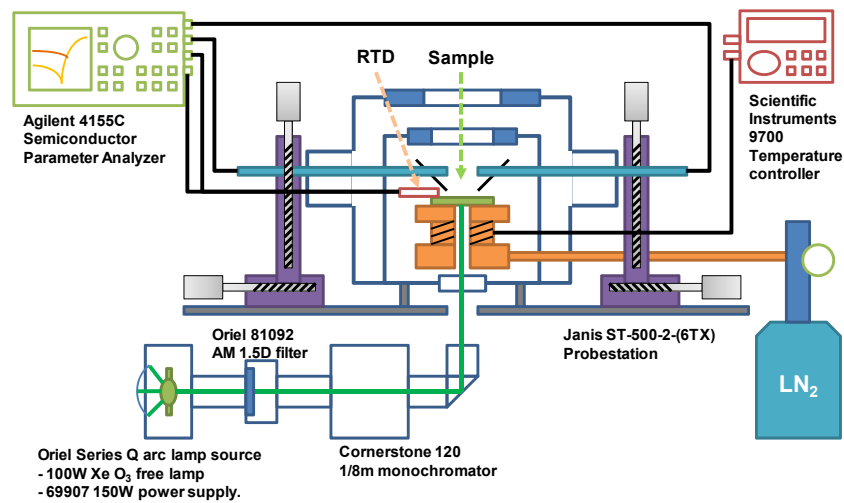 RTD
Sample
Agilent 4155C
Semiconductor
Parameter Analyzer
Scientific
Instruments
9700
Temperature
controller
Oriel 81092
AM 1.5D filter
Janis ST-500-2-(6TX)
Probestation
LN₂
Oriel Series Q arc lamp source
- 100W Xe O₃ free lamp
- 69907 150W power supply.
Cornerstone 120
1/8m monochromator